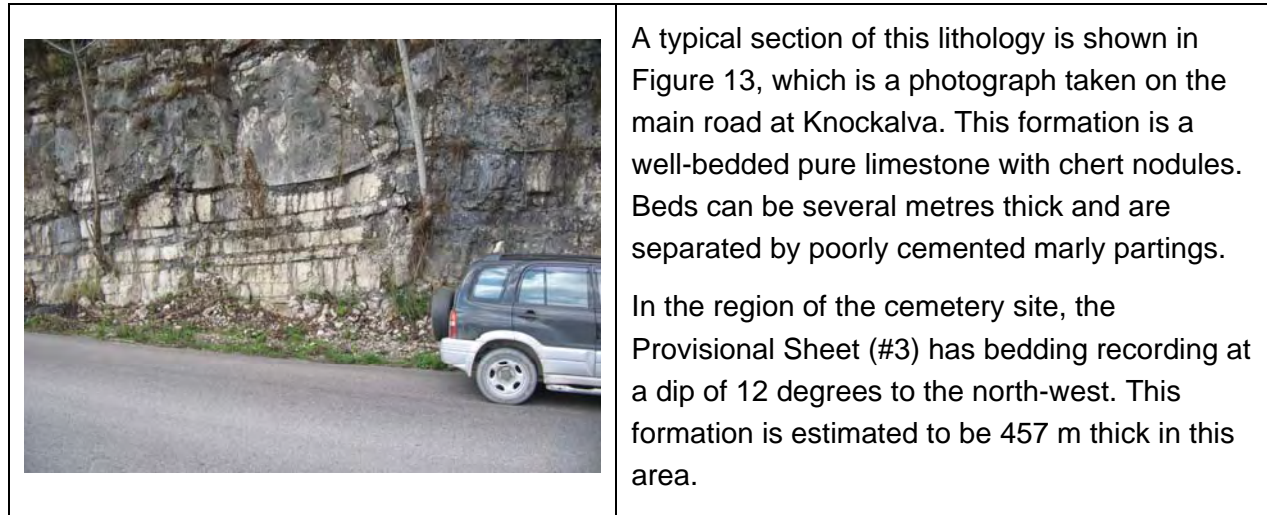 A typical section of this lithology is shown in
Figure 13, which is a photograph taken on the
main road at Knockalva. This formation is a
well-bedded pure limestone with chert nodules.
Beds can be several metres thick and are
separated by poorly cemented marly partings.
In the region of the cemetery site, the
Provisional Sheet (#3) has bedding recording at
a dip of 12 degrees to the north-west. This
formation is estimated to be 457 m thick in this
area.